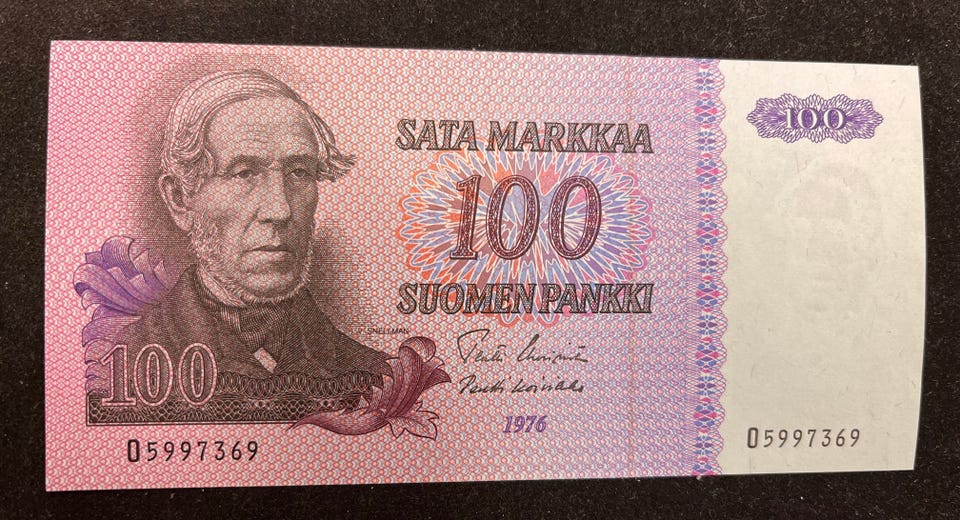 SATA MARKKAA
100
100
SUOMEN PANKKI
SNELLMAN
100
1976
O5997369
O5997369